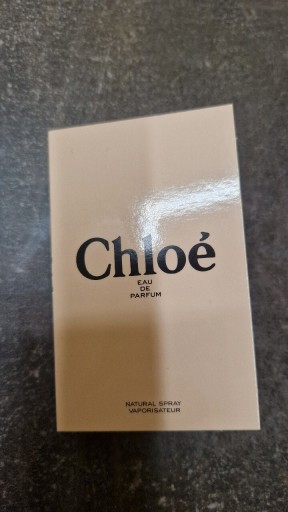 Chloé
EAU
DE
PARFUM
NATURAL SPRAY
VAPORISATEUR